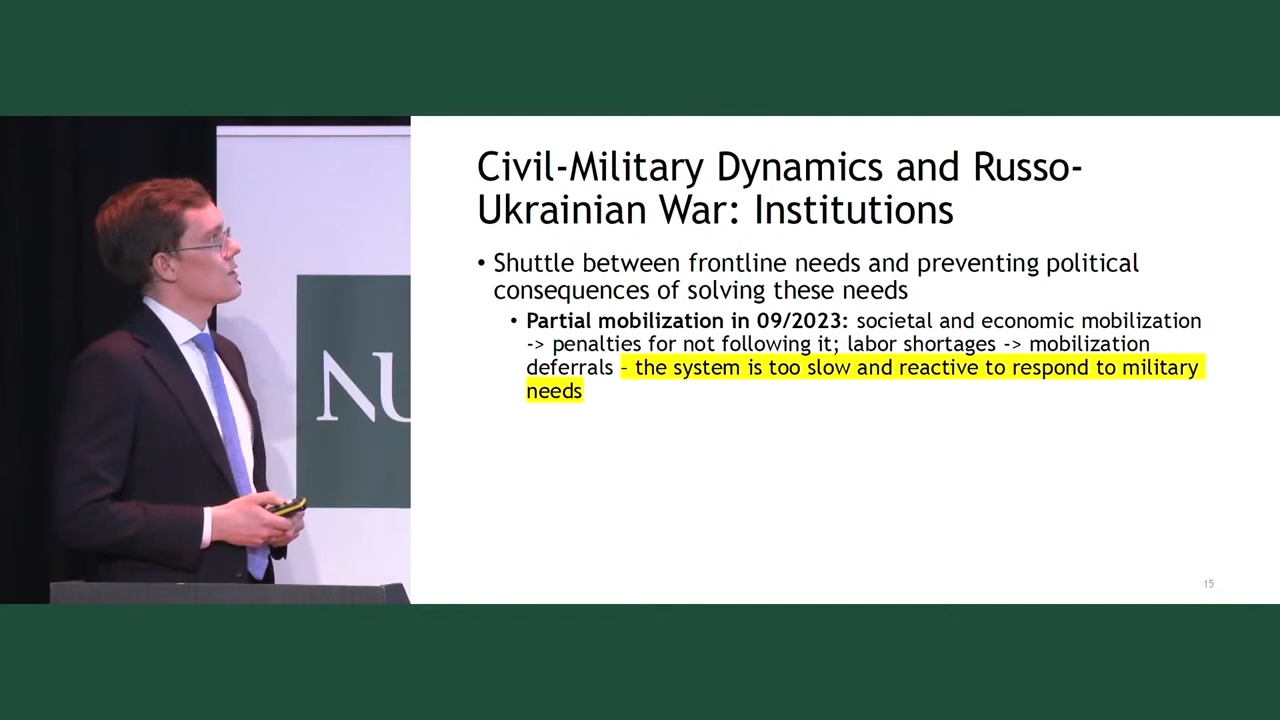 NU
Civil-Military Dynamics and Russo-
Ukrainian War: Institutions
• Shuttle between frontline needs and preventing political
consequences of solving these needs
• Partial mobilization in 09/2023: societal and economic mobilization
-> penalties for not following it; labor shortages -> mobilization
deferrals – the system is too slow and reactive to respond to military
needs
15